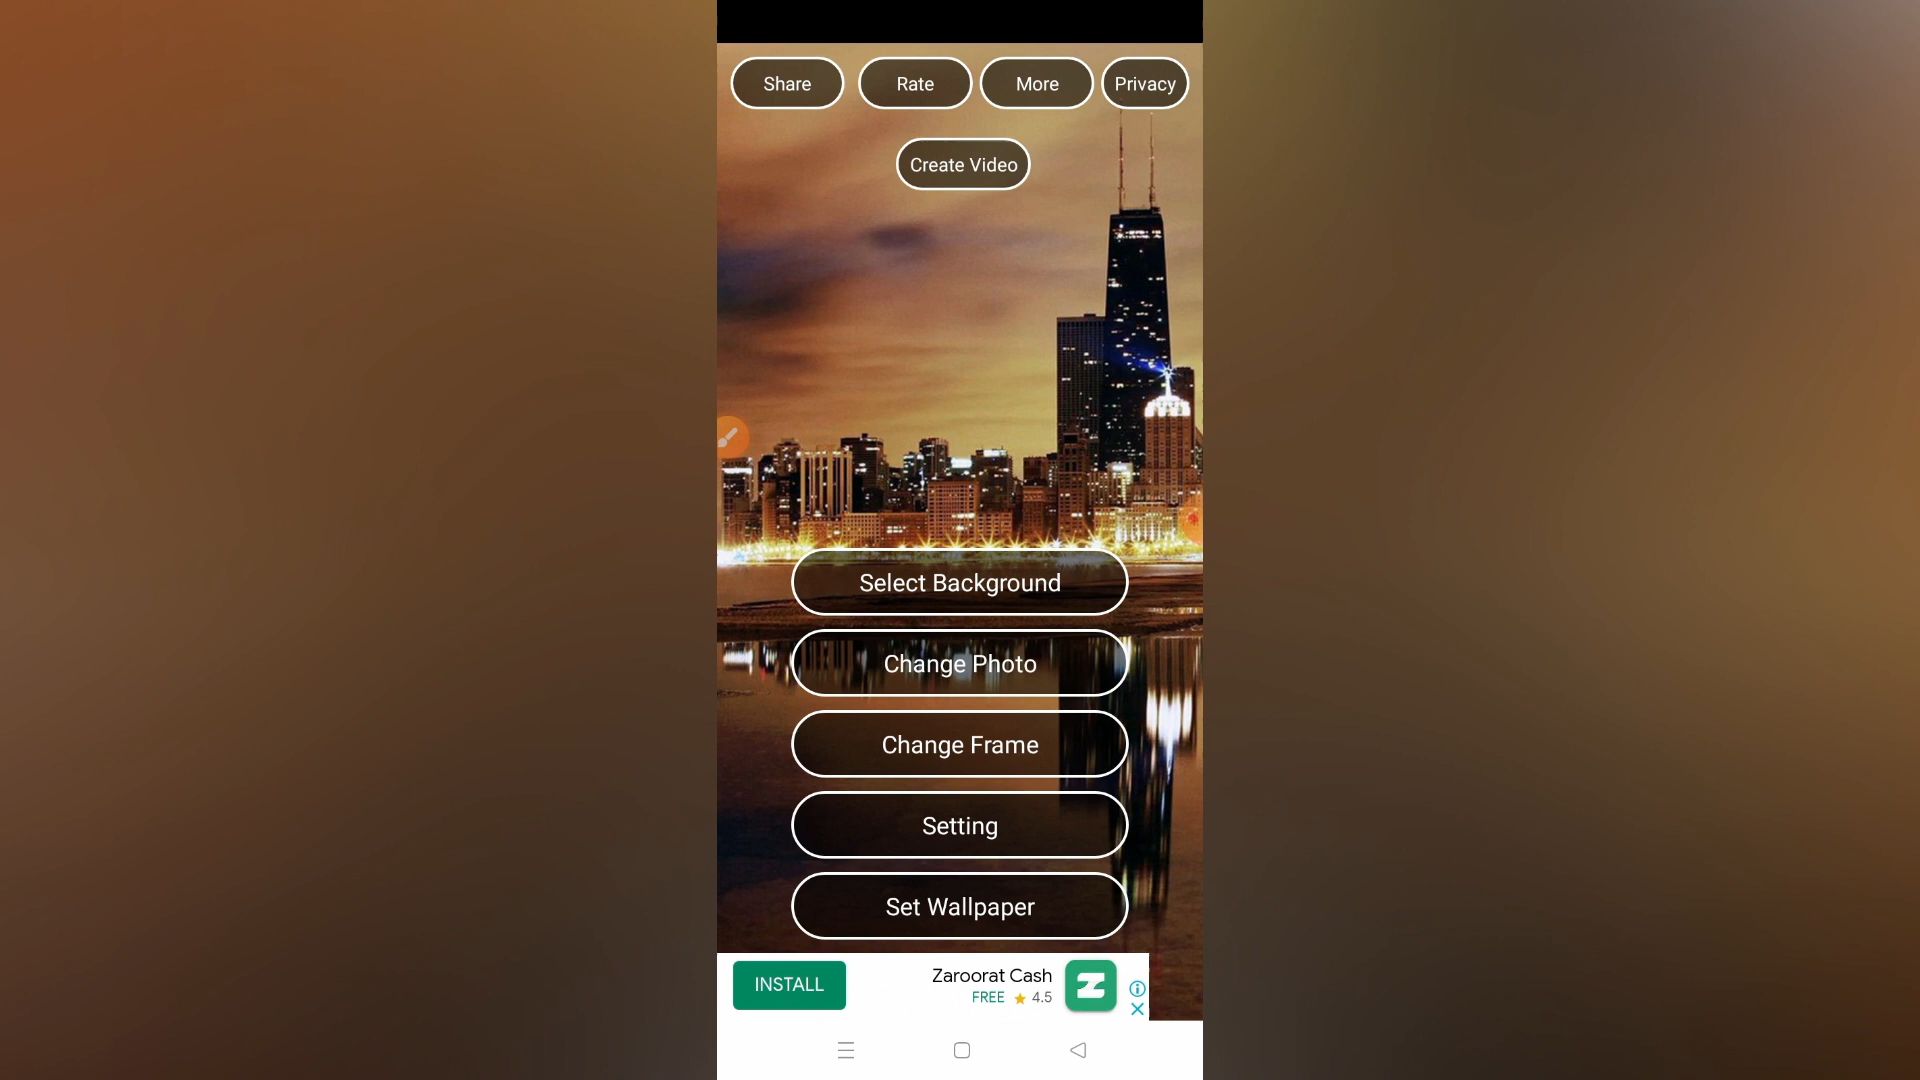 Share Rate More Privacy
Create Video
Select Background
Change Photo
Change Frame
Setting
Set Wallpaper
INSTALL
Zaroorat Cash
FREE ★ 4.5